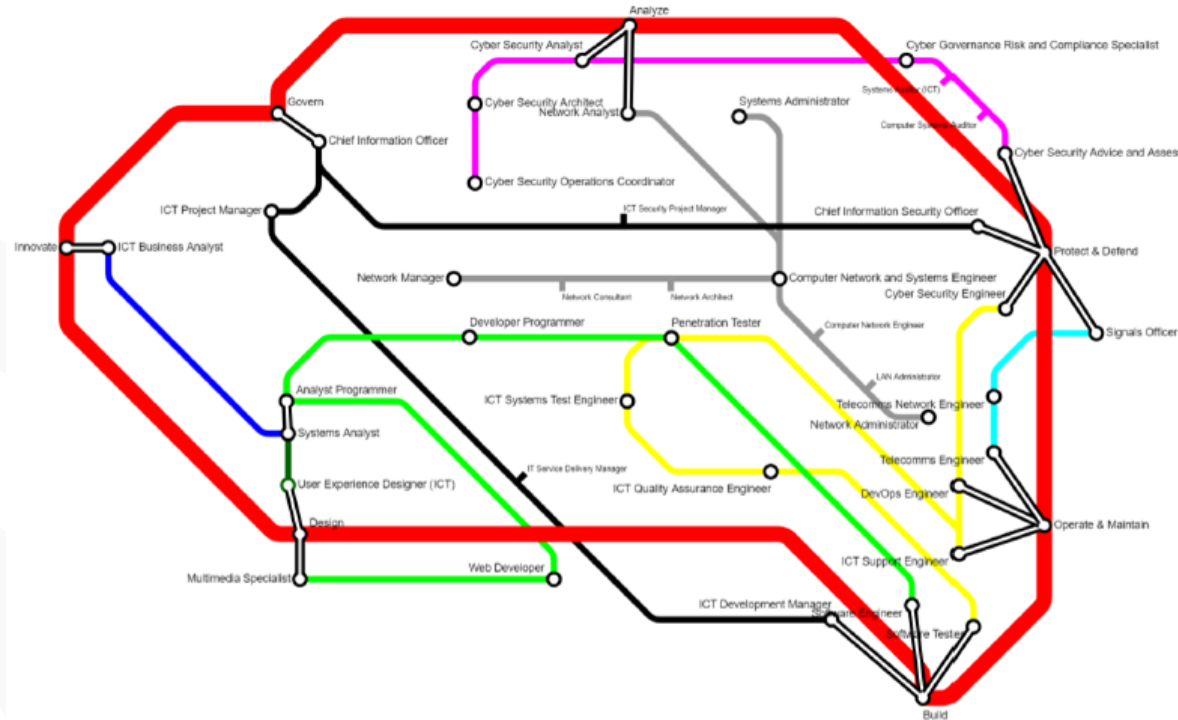 Analyze
Cyber Security Analyst
Cyber Governance Risk and Compliance Specialist
Systems Auditor (ICT)
Govern
Cyber Security Architect
Network Analyst
Systems Administrator
Computer Systems Auditor
Chief Information Officer
Cyber Security Advice and Asses
Cyber Security Operations Coordinator
ICT Project Manager
ICT Security Project Manager
Chief Information Security Officer
Innovate
ICT Business Analyst
Protect & Defend
Network Manager
Computer Network and Systems Engineer
Cyber Security Engineer
Network Consultant
Network Architect
Developer Programmer
Penetration Tester
Computer Network Engineer
Signals Officer
LAN Administrator
Analyst Programmer
ICT Systems Test Engineer
Telecomms Network Engineer
Network Administrator
Systems Analyst
Telecomms Engineer
IT Service Delivery Manager
User Experience Designer (ICT)
ICT Quality Assurance Engineer
DevOps Engineer
Design
Operate & Maintain
ICT Support Engineer
Web Developer
Multimedia Specialist
ICT Development Manager
Software Engineer
Software Tester
Build